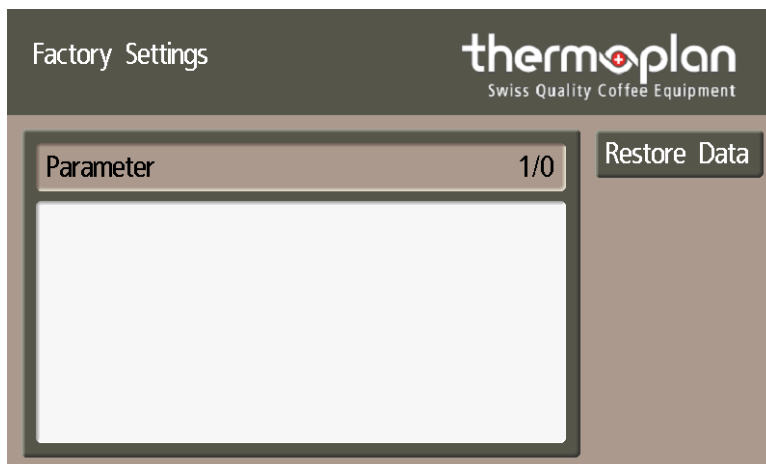 Factory Settings
thermoplan
Swiss Quality Coffee Equipment
Parameter 1/0
Restore Data